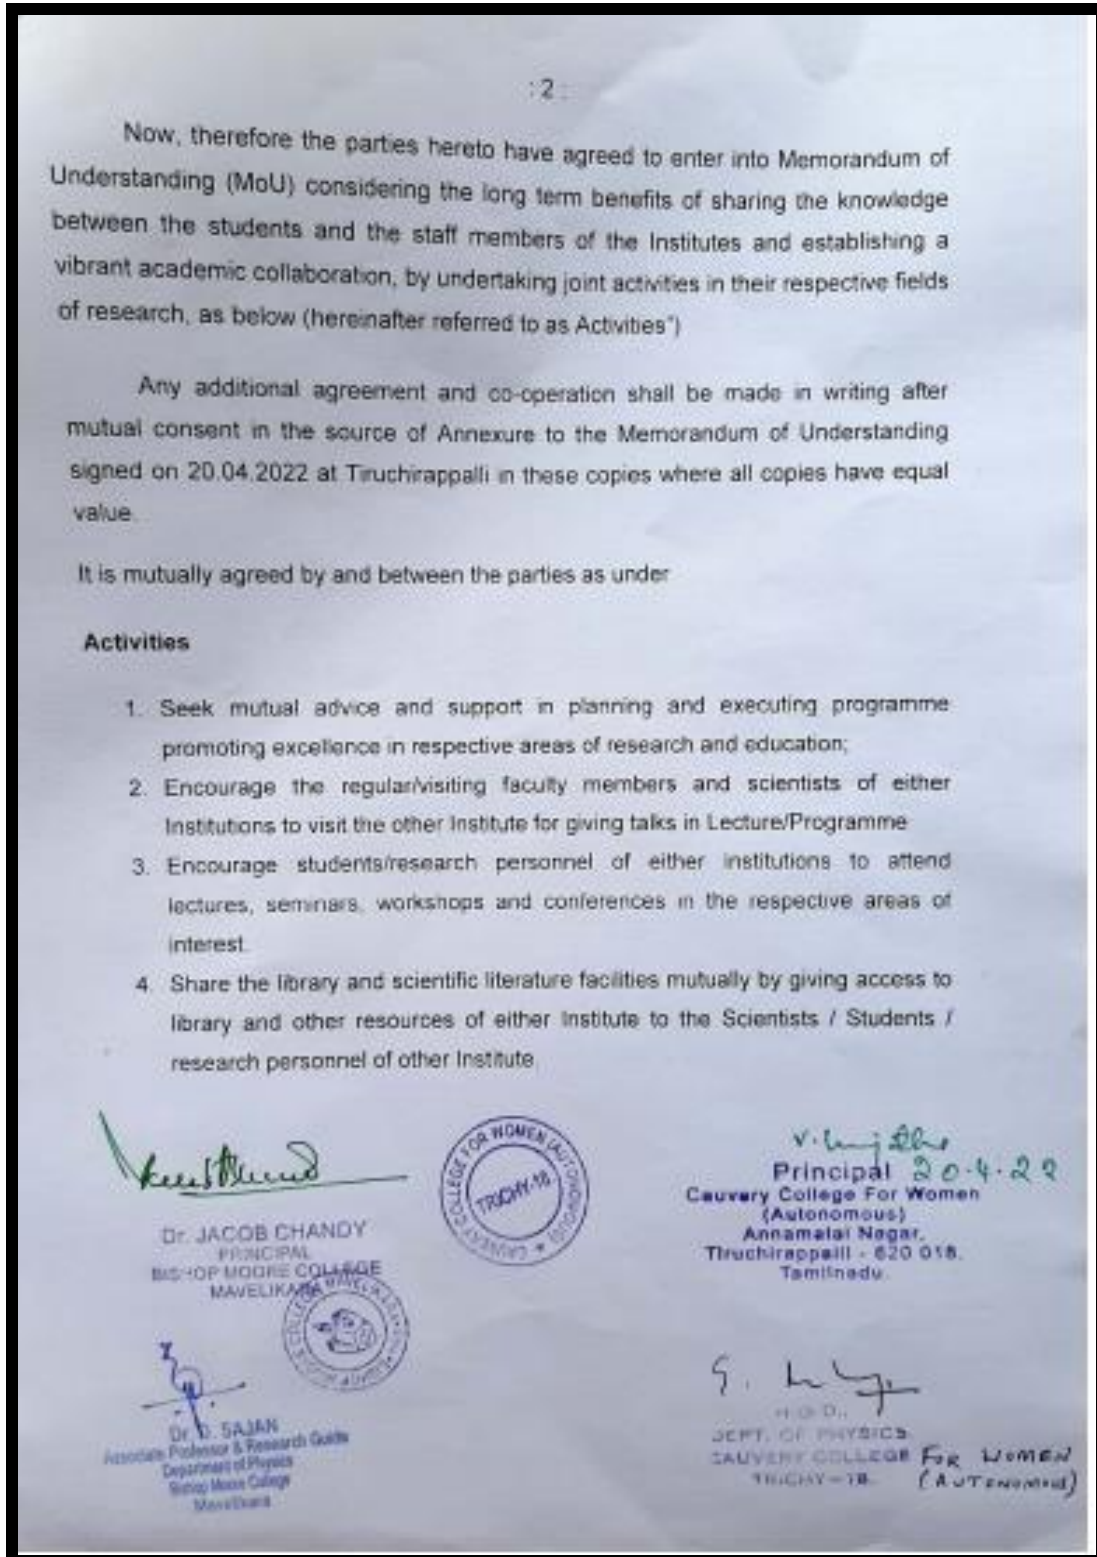 : 2 :
Now, therefore the parties hereto have agreed to enter into Memorandum of
Understanding (MoU) considering the long term benefits of sharing the knowledge
between the students and the staff members of the Institutes and establishing a
vibrant academic collaboration, by undertaking joint activities in their respective fields
of research, as below (hereinafter referred to as Activities")
Any additional agreement and co-operation shall be made in writing after
mutual consent in the source of Annexure to the Memorandum of Understanding
signed on 20.04.2022 at Tiruchirappalli in these copies where all copies have equal
value.
It is mutually agreed by and between the parties as under
Activities
1. Seek mutual advice and support in planning and executing programme
promoting excellence in respective areas of research and education;
2. Encourage the regular/visiting faculty members and scientists of either
Institutions to visit the other Institute for giving talks in Lecture/Programme
3. Encourage students/research personnel of either institutions to attend
lectures, seminars, workshops and conferences in the respective areas of
interest.
4. Share the library and scientific literature facilities mutually by giving access to
library and other resources of either Institute to the Scientists / Students /
research personnel of other Institute.
CAUVERY COLLEGE FOR WOMEN (AUTONOMOUS)
TRICHY-18
Principal 20.4.22
Cauvery College For Women
(Autonomous)
Annamalai Nagar,
Tiruchirappalli - 620 018.
Tamilnadu.
Dr. JACOB CHANDY
PRINCIPAL
BISHOP MOORE COLLEGE
MAVELIKARA
Dr. D. SAJAN
Associate Professor & Research Guide
Department of Physics
Bishop Moore College
Mavelikara
H.O.D.,
DEPT. OF PHYSICS
CAUVERY COLLEGE FOR WOMEN
TRICHY-18. (AUTONOMOUS)